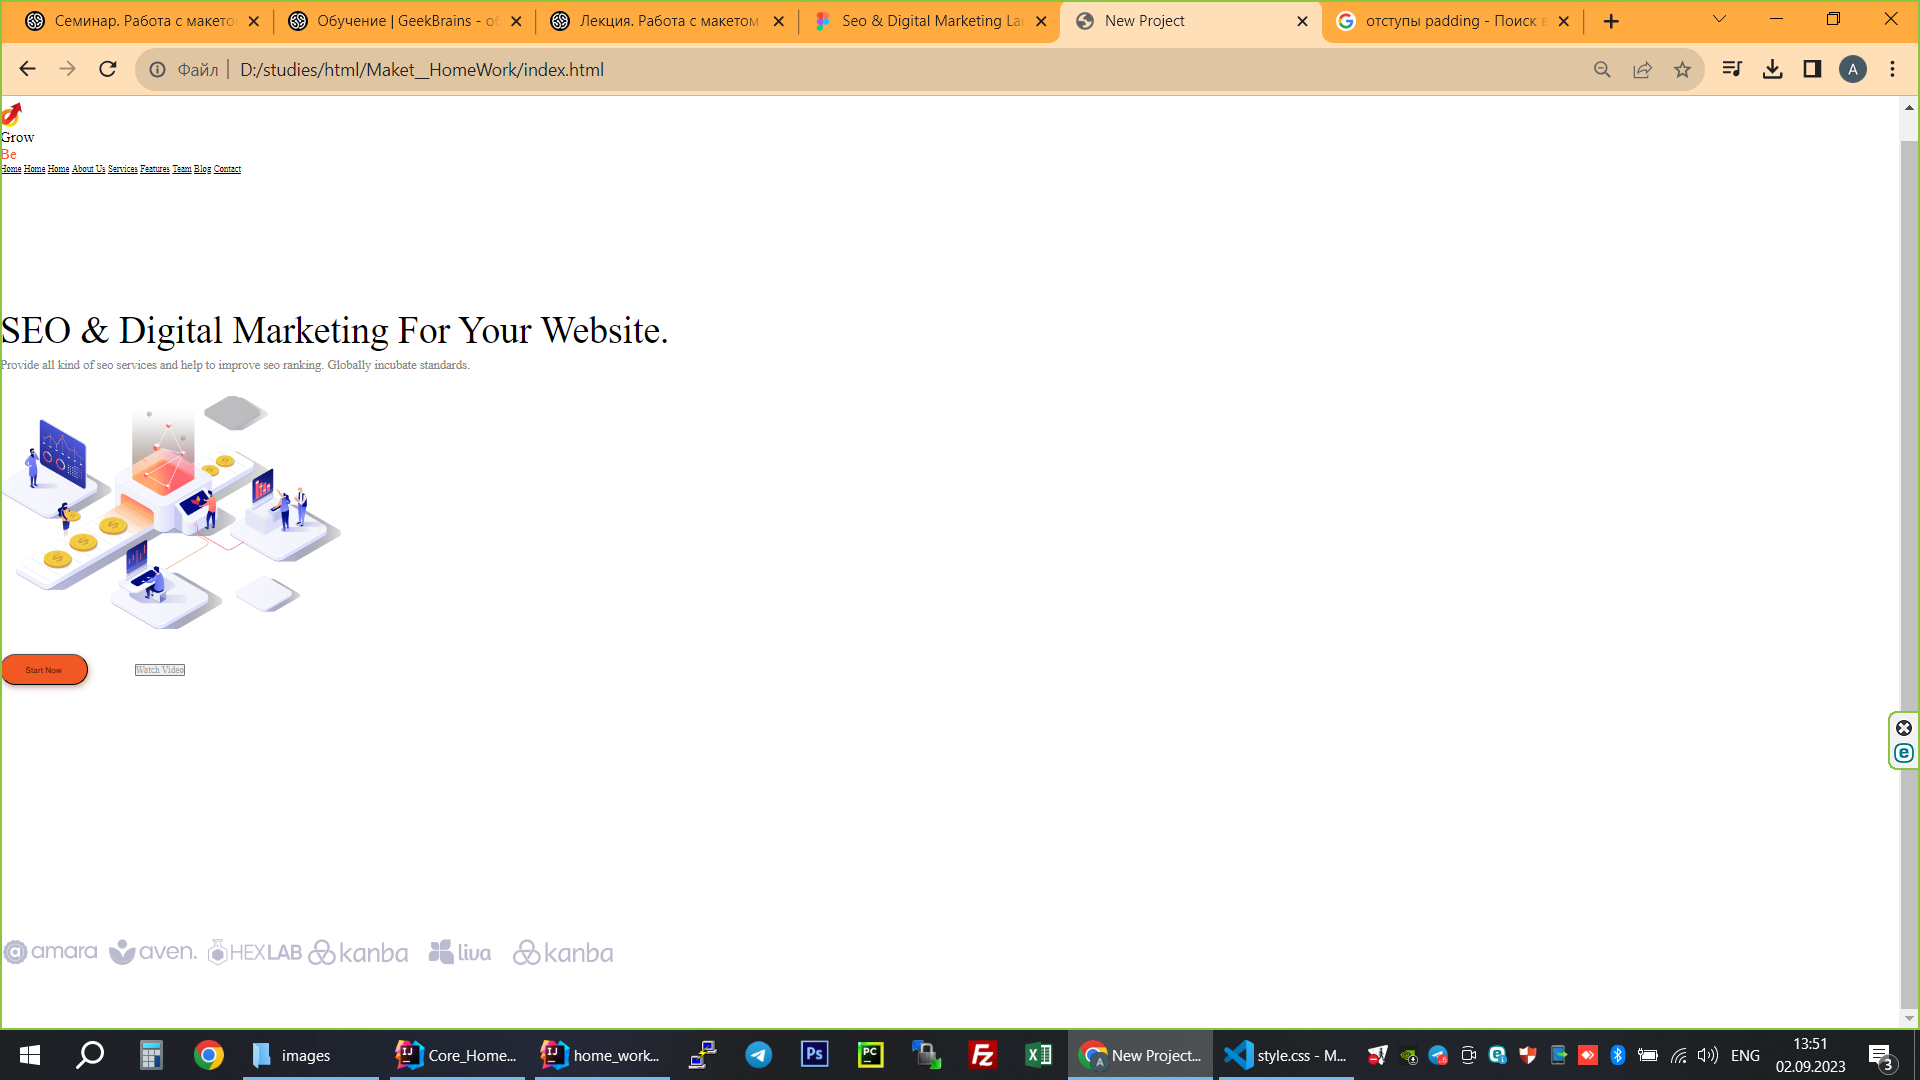 Семинар. Работа с макето
Обучение | GeekBrains - об
Лекция. Работа с макетом
Seo & Digital Marketing Lan
New Project
отступы padding - Поиск в
Файл | D:/studies/html/Maket__HomeWork/index.html
A
Grow
Be
Home Home Home About Us Services Features Team Blog Contact
SEO & Digital Marketing For Your Website.
Provide all kind of seo services and help to improve seo ranking. Globally incubate standards.
Start Now
Watch Video
amara
aven.
HEXLAB
kanba
liva
kanba
images
Core_Home...
home_work...
New Project...
style.css - M...
ENG
13:51
02.09.2023
3